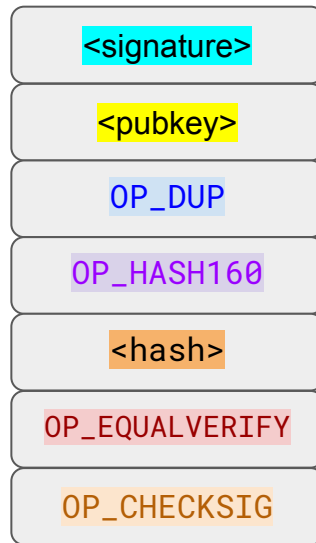 <signature>
<pubkey>
OP_DUP
OP_HASH160
<hash>
OP_EQUALVERIFY
OP_CHECKSIG